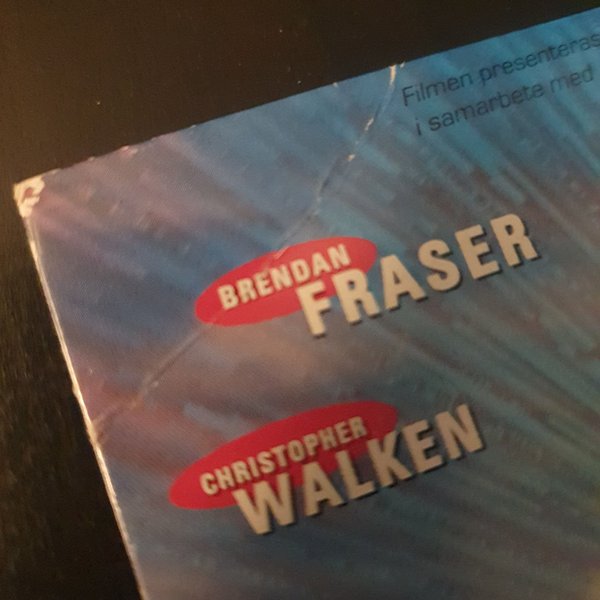 Filmen presenteras
i samarbete med
BRENDAN
FRASER
CHRISTOPHER
WALKEN